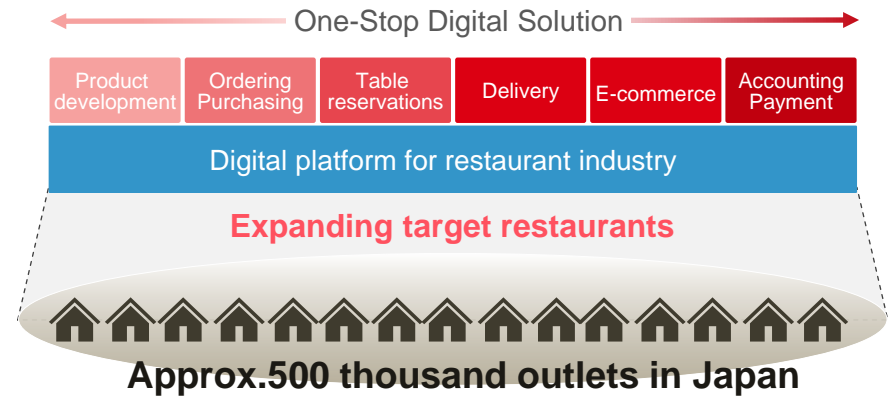 One-Stop Digital Solution
Product
development
Ordering
Purchasing
Table
reservations
Delivery
E-commerce
Accounting
Payment
Digital platform for restaurant industry
Expanding target restaurants
Approx.500 thousand outlets in Japan